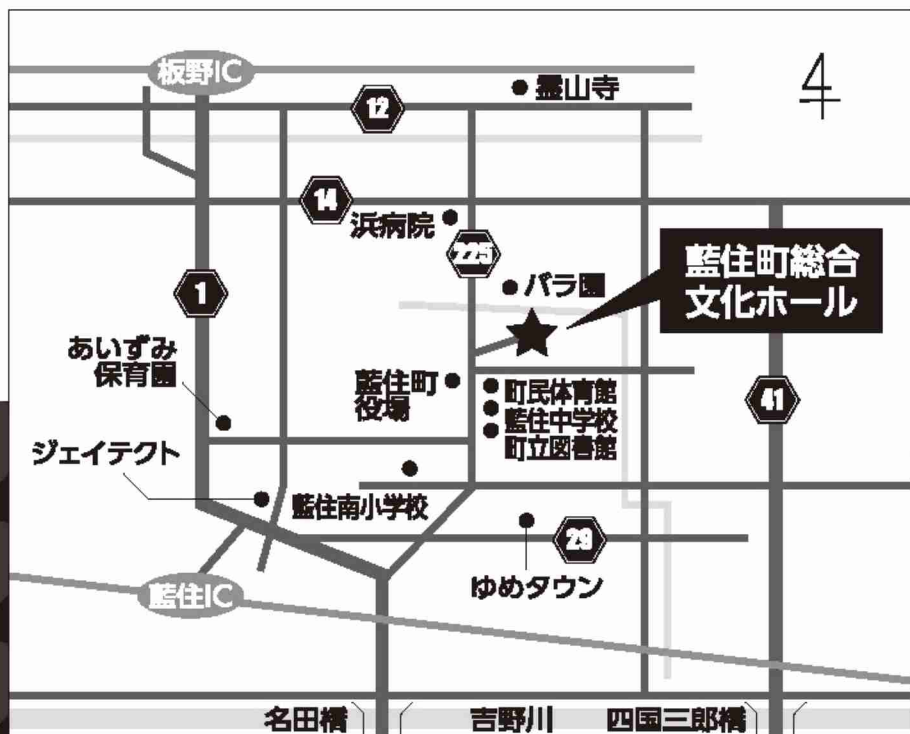 板野IC
霊山寺
12
14
浜病院
225
バラ園
藍住町総合
文化ホール
1
あいずみ
保育園
藍住町
役場
町民体育館
藍住中学校
町立図書館
41
ジェイテクト
藍住南小学校
29
ゆめタウン
藍住IC
名田橋
吉野川
四国三郎橋